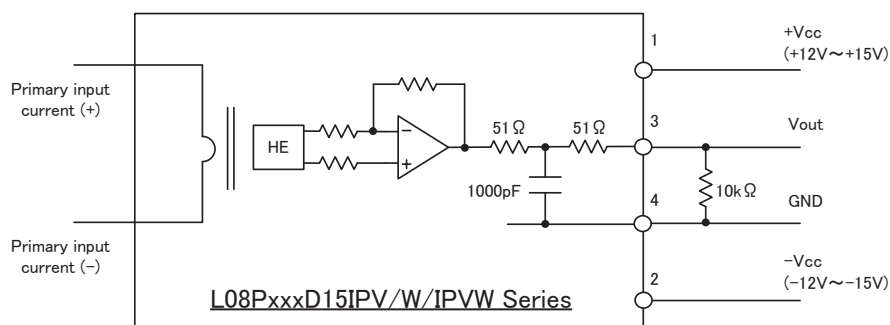 1
+Vcc
(+12V～+15V)
Primary input
current (+)
HE
−
+
51Ω
51Ω
3
Vout
1000pF
4
10kΩ
GND
Primary input
current (−)
2
−Vcc
(−12V～−15V)
L08PxxxD15IPV/W/IPVW Series